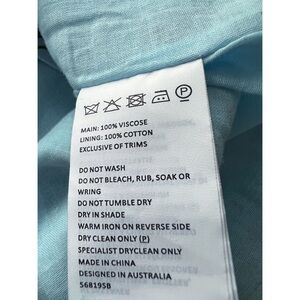 P
MAIN: 100% VISCOSE
LINING: 100% COTTON
EXCLUSIVE OF TRIMS
DO NOT WASH
DO NOT BLEACH, RUB, SOAK OR
WRING
DO NOT TUMBLE DRY
DRY IN SHADE
WARM IRON ON REVERSE SIDE
DRY CLEAN ONLY (P)
SPECIALIST DRYCLEAN ONLY
MADE IN CHINA
DESIGNED IN AUSTRALIA
568195B